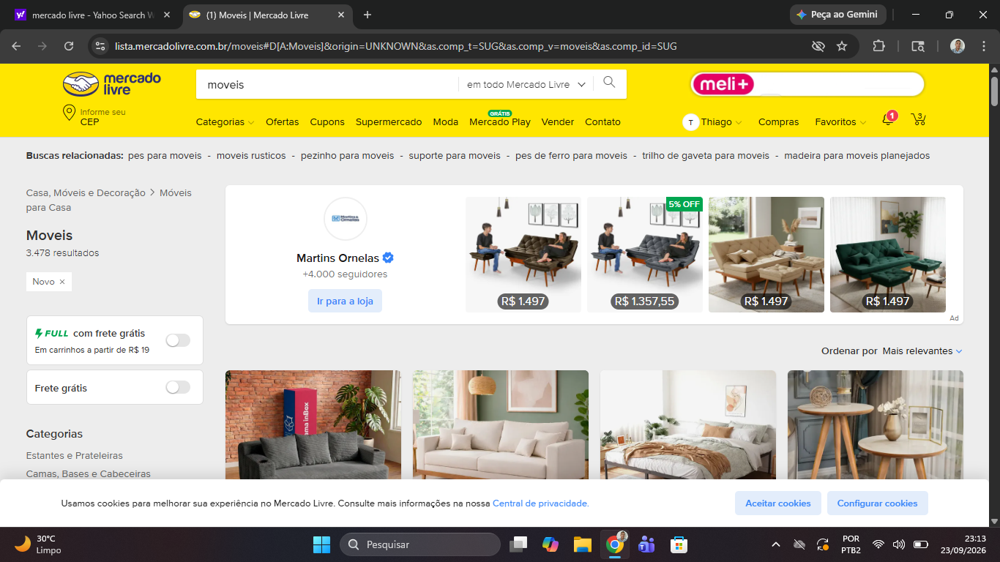 mercado livre - Yahoo Search W
(1) Moveis | Mercado Livre
Peça ao Gemini
lista.mercadolivre.com.br/moveis#D[A:Moveis]&origin=UNKNOWN&as.comp_t=SUG&as.comp_v=moveis&as.comp_id=SUG
mercado
livre
moveis
em todo Mercado Livre
meli+
Informe seu
CEP
Categorias
Ofertas
Cupons
Supermercado
Moda
GRÁTIS
Mercado Play
Vender
Contato
T
Thiago
Compras
Favoritos
1
3
Buscas relacionadas: pes para moveis - moveis rusticos - pezinho para moveis - suporte para moveis - pes de ferro para moveis - trilho de gaveta para moveis - madeira para moveis planejados
Casa, Móveis e Decoração > Móveis
para Casa
Moveis
3.478 resultados
Novo ×
FULL com frete grátis
Em carrinhos a partir de R$ 19
Frete grátis
Categorias
Estantes e Prateleiras
Camas, Bases e Cabeceiras
Martins e
Ornelas
Martins Ornelas
+4.000 seguidores
Ir para a loja
R$ 1.497
5% OFF
R$ 1.357,55
R$ 1.497
R$ 1.497
Ad
Ordenar por Mais relevantes
ama inBox
Usamos cookies para melhorar sua experiência no Mercado Livre. Consulte mais informações na nossa Central de privacidade.
Aceitar cookies
Configurar cookies
30°C
Limpo
Pesquisar
POR
PTB2
23:13
23/09/2026